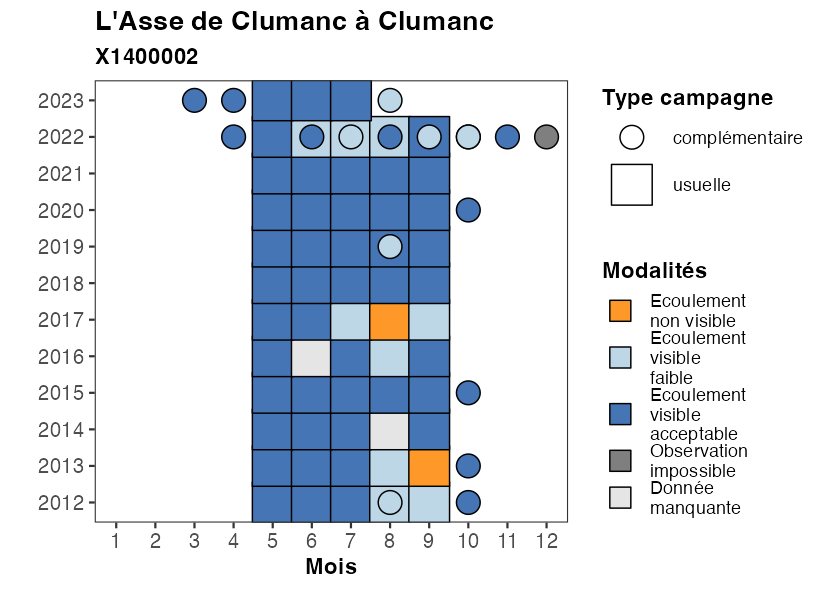 L'Asse de Clumanc à Clumanc
X1400002
2023
2022
2021
2020
2019
2018
2017
2016
2015
2014
2013
2012
1 2 3 4 5 6 7 8 9 10 11 12
Mois
Type campagne
complémentaire
usuelle
Modalités
Ecoulement
non visible
Ecoulement
visible
faible
Ecoulement
visible
acceptable
Observation
impossible
Donnée
manquante